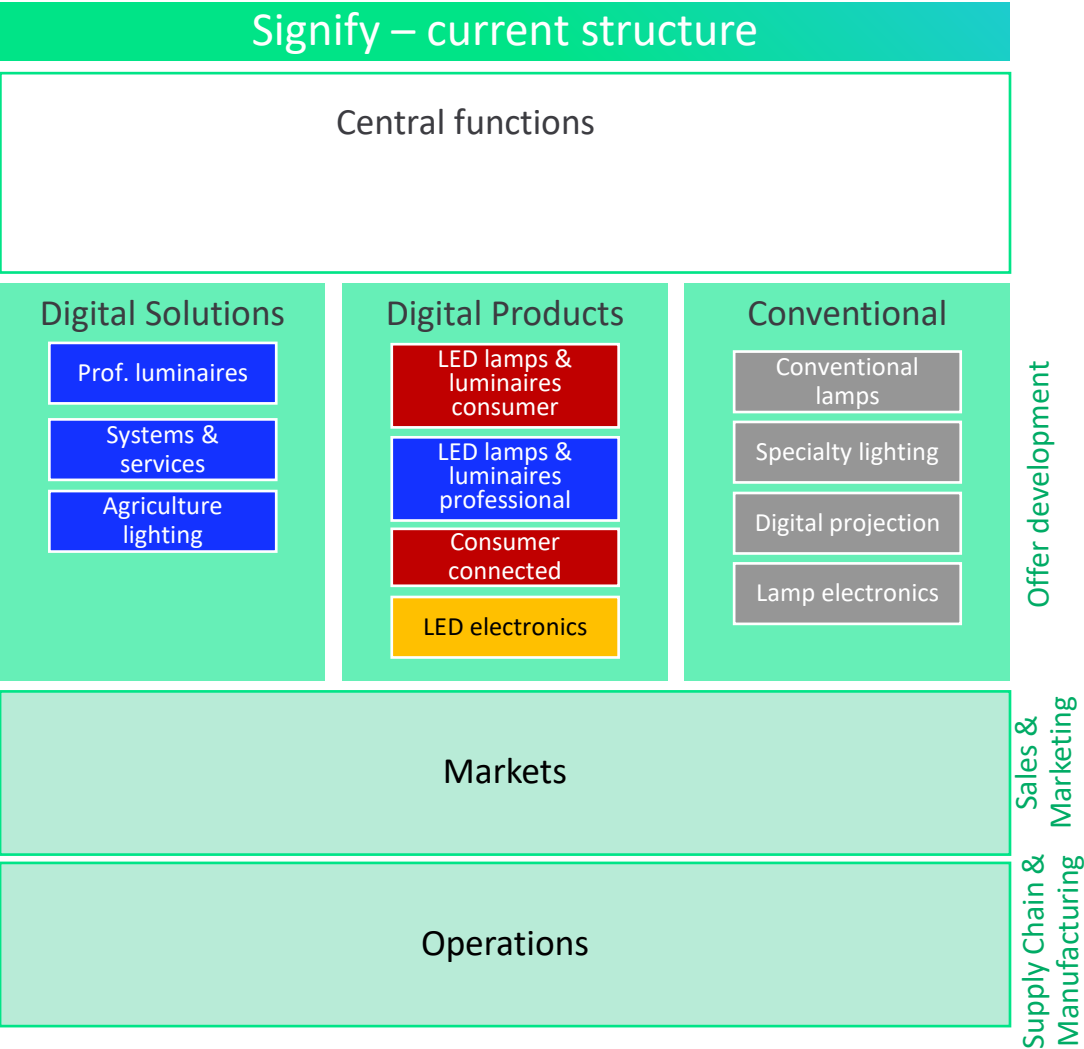 Signify – current structure
Central functions
Digital Solutions
Prof. luminaires
Systems &
services
Agriculture
lighting
Digital Products
LED lamps &
luminaires
consumer
LED lamps &
luminaires
professional
Consumer
connected
LED electronics
Conventional
Conventional
lamps
Specialty lighting
Digital projection
Lamp electronics
Offer development
Markets
Sales &
Marketing
Operations
Supply Chain &
Manufacturing